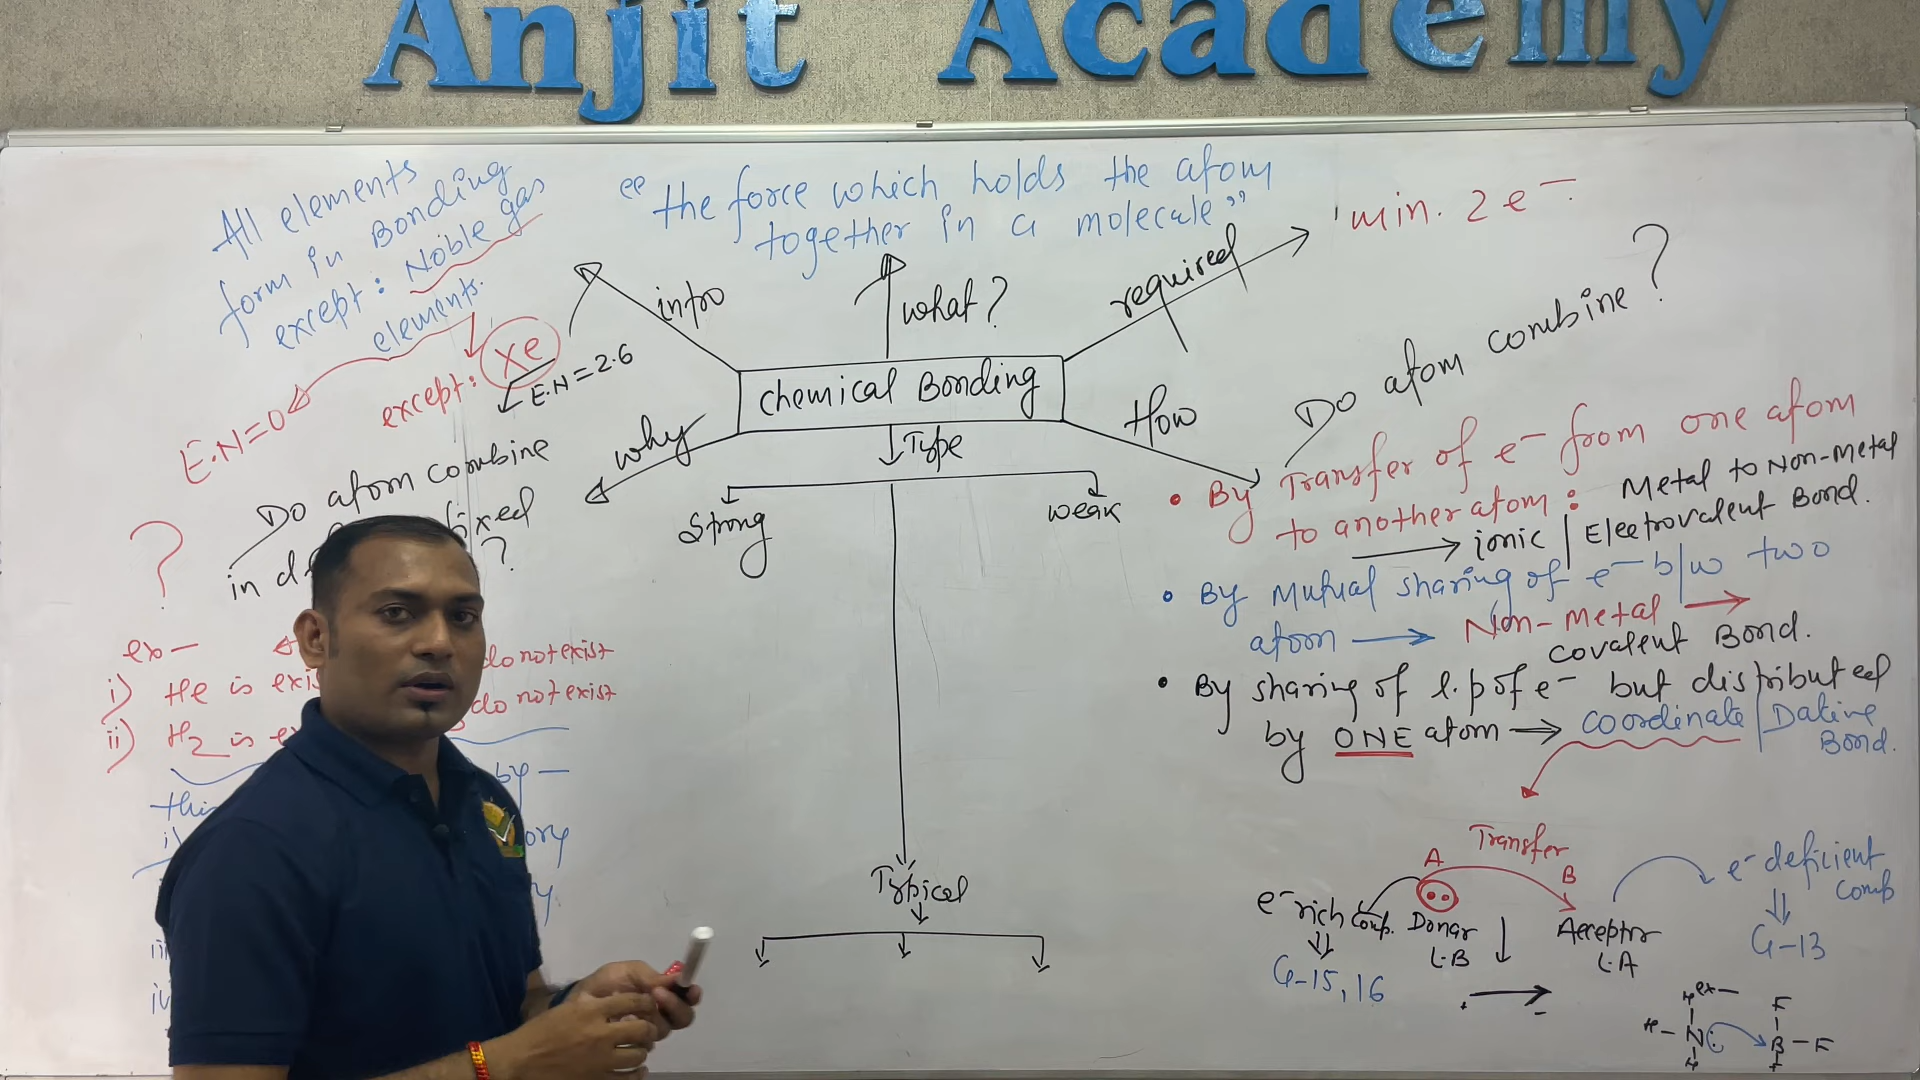 Anjit Academy
All elements
form in Bonding
except: Noble gas
elements.
except: Xe
E.N=2.6
E.N=0
"the force which holds the atom
together in a molecule"
min. 2e⁻
intro
what?
required
Chemical Bonding
why
Type
How
Do atom combine
in fixed
?
?
Strong
weak
Do atom combine?
• By Transfer of e⁻ from one atom
to another atom: Metal to Non-Metal
→ ionic | Electrovalent Bond.
• By Mutual sharing of e⁻ b/w two
atom → Non-Metal →
covalent Bond.
• By sharing of l.p of e⁻ but distributed
by ONE atom → coordinate | Dative
Bond.
ex—
i) He is do not exist
ii) H₂ is do not exist
by—
i)
Typical
Transfer
A
B
e⁻ rich comp. Donar
L.B
Acceptor
L.A
e⁻ deficient
comp
G-15, 16
G-13
ex—
H
H—N:
H
F
B—F
F